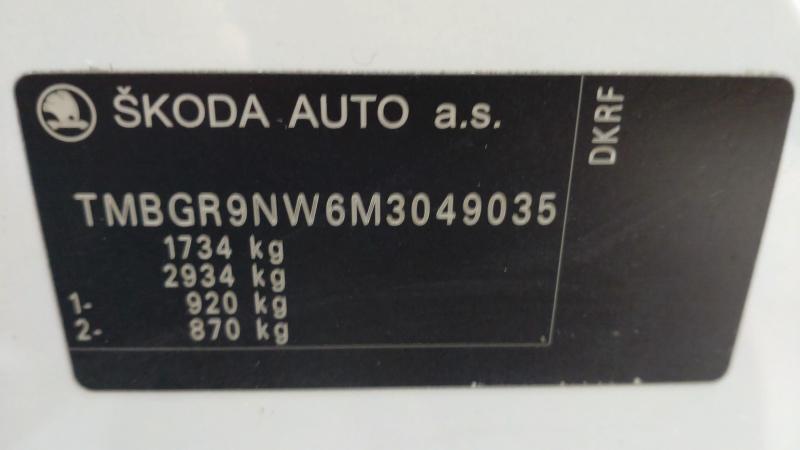 ŠKODA AUTO a.s.
DKRF
TMBGR9NW6M3049035
1734 kg
2934 kg
1- 920 kg
2- 870 kg